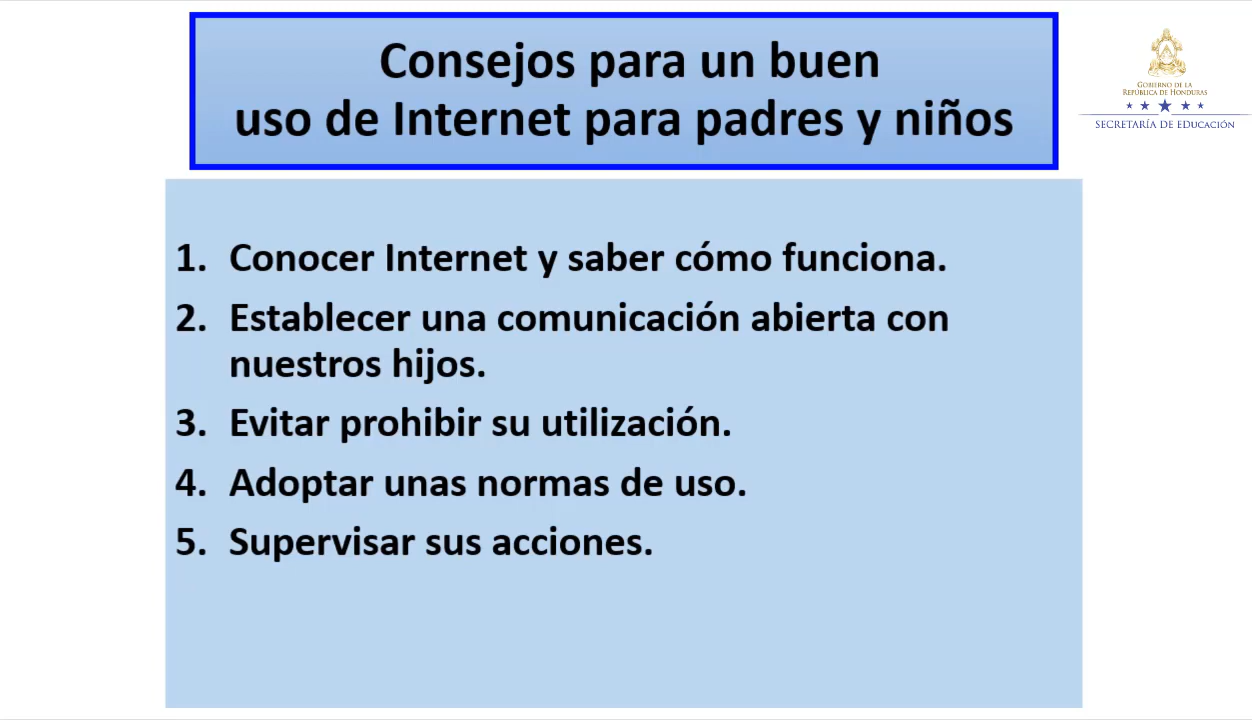 Consejos para un buen
uso de Internet para padres y niños
GOBIERNO DE LA
REPÚBLICA DE HONDURAS
SECRETARÍA DE EDUCACIÓN
1. Conocer Internet y saber cómo funciona.
2. Establecer una comunicación abierta con
nuestros hijos.
3. Evitar prohibir su utilización.
4. Adoptar unas normas de uso.
5. Supervisar sus acciones.